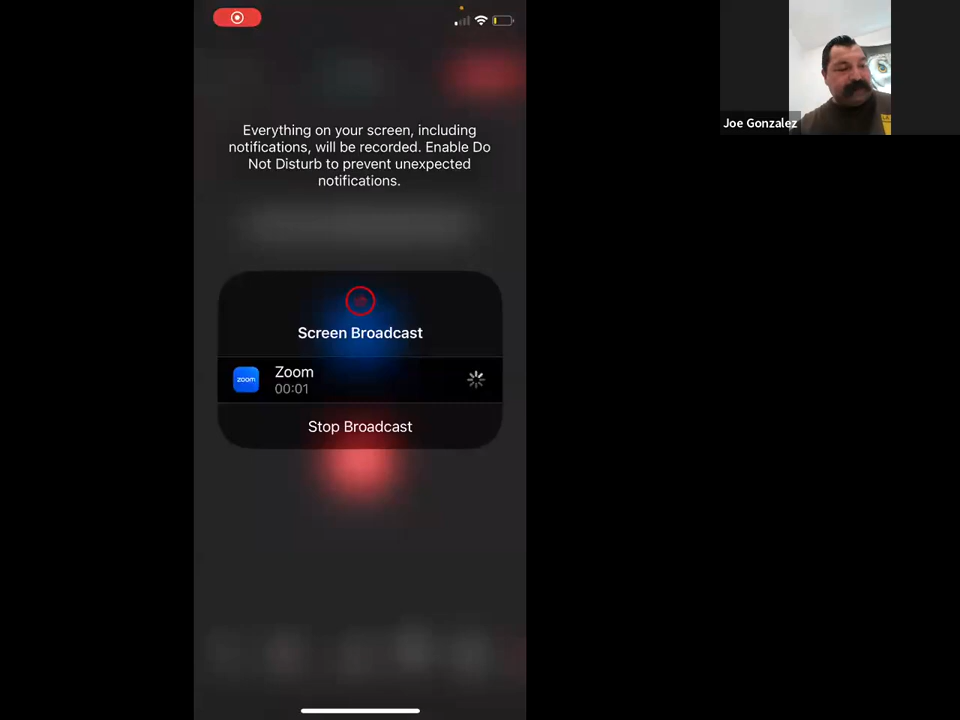 Everything on your screen, including
notifications, will be recorded. Enable Do
Not Disturb to prevent unexpected
notifications.
Screen Broadcast
zoom
Zoom
00:01
Stop Broadcast
Joe Gonzalez